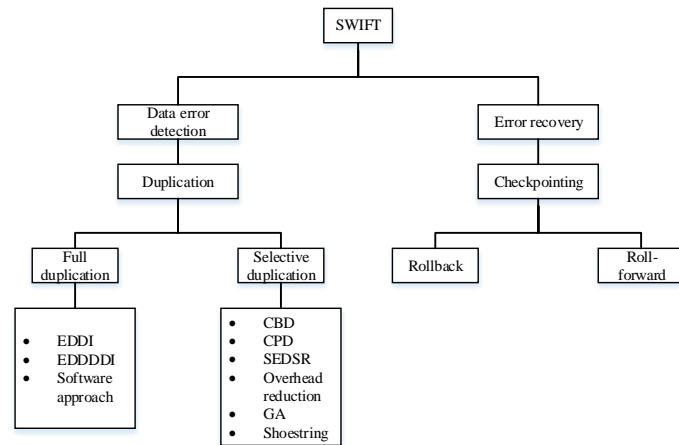 SWIFT
Data error
detection
Error recovery
Duplication
Checkpointing
Full
duplication
Selective
duplication
Rollback
Roll-
forward
• EDDI
• EDDDDI
• Software
approach
• CBD
• CPD
• SEDSR
• Overhead
reduction
• GA
• Shoestring